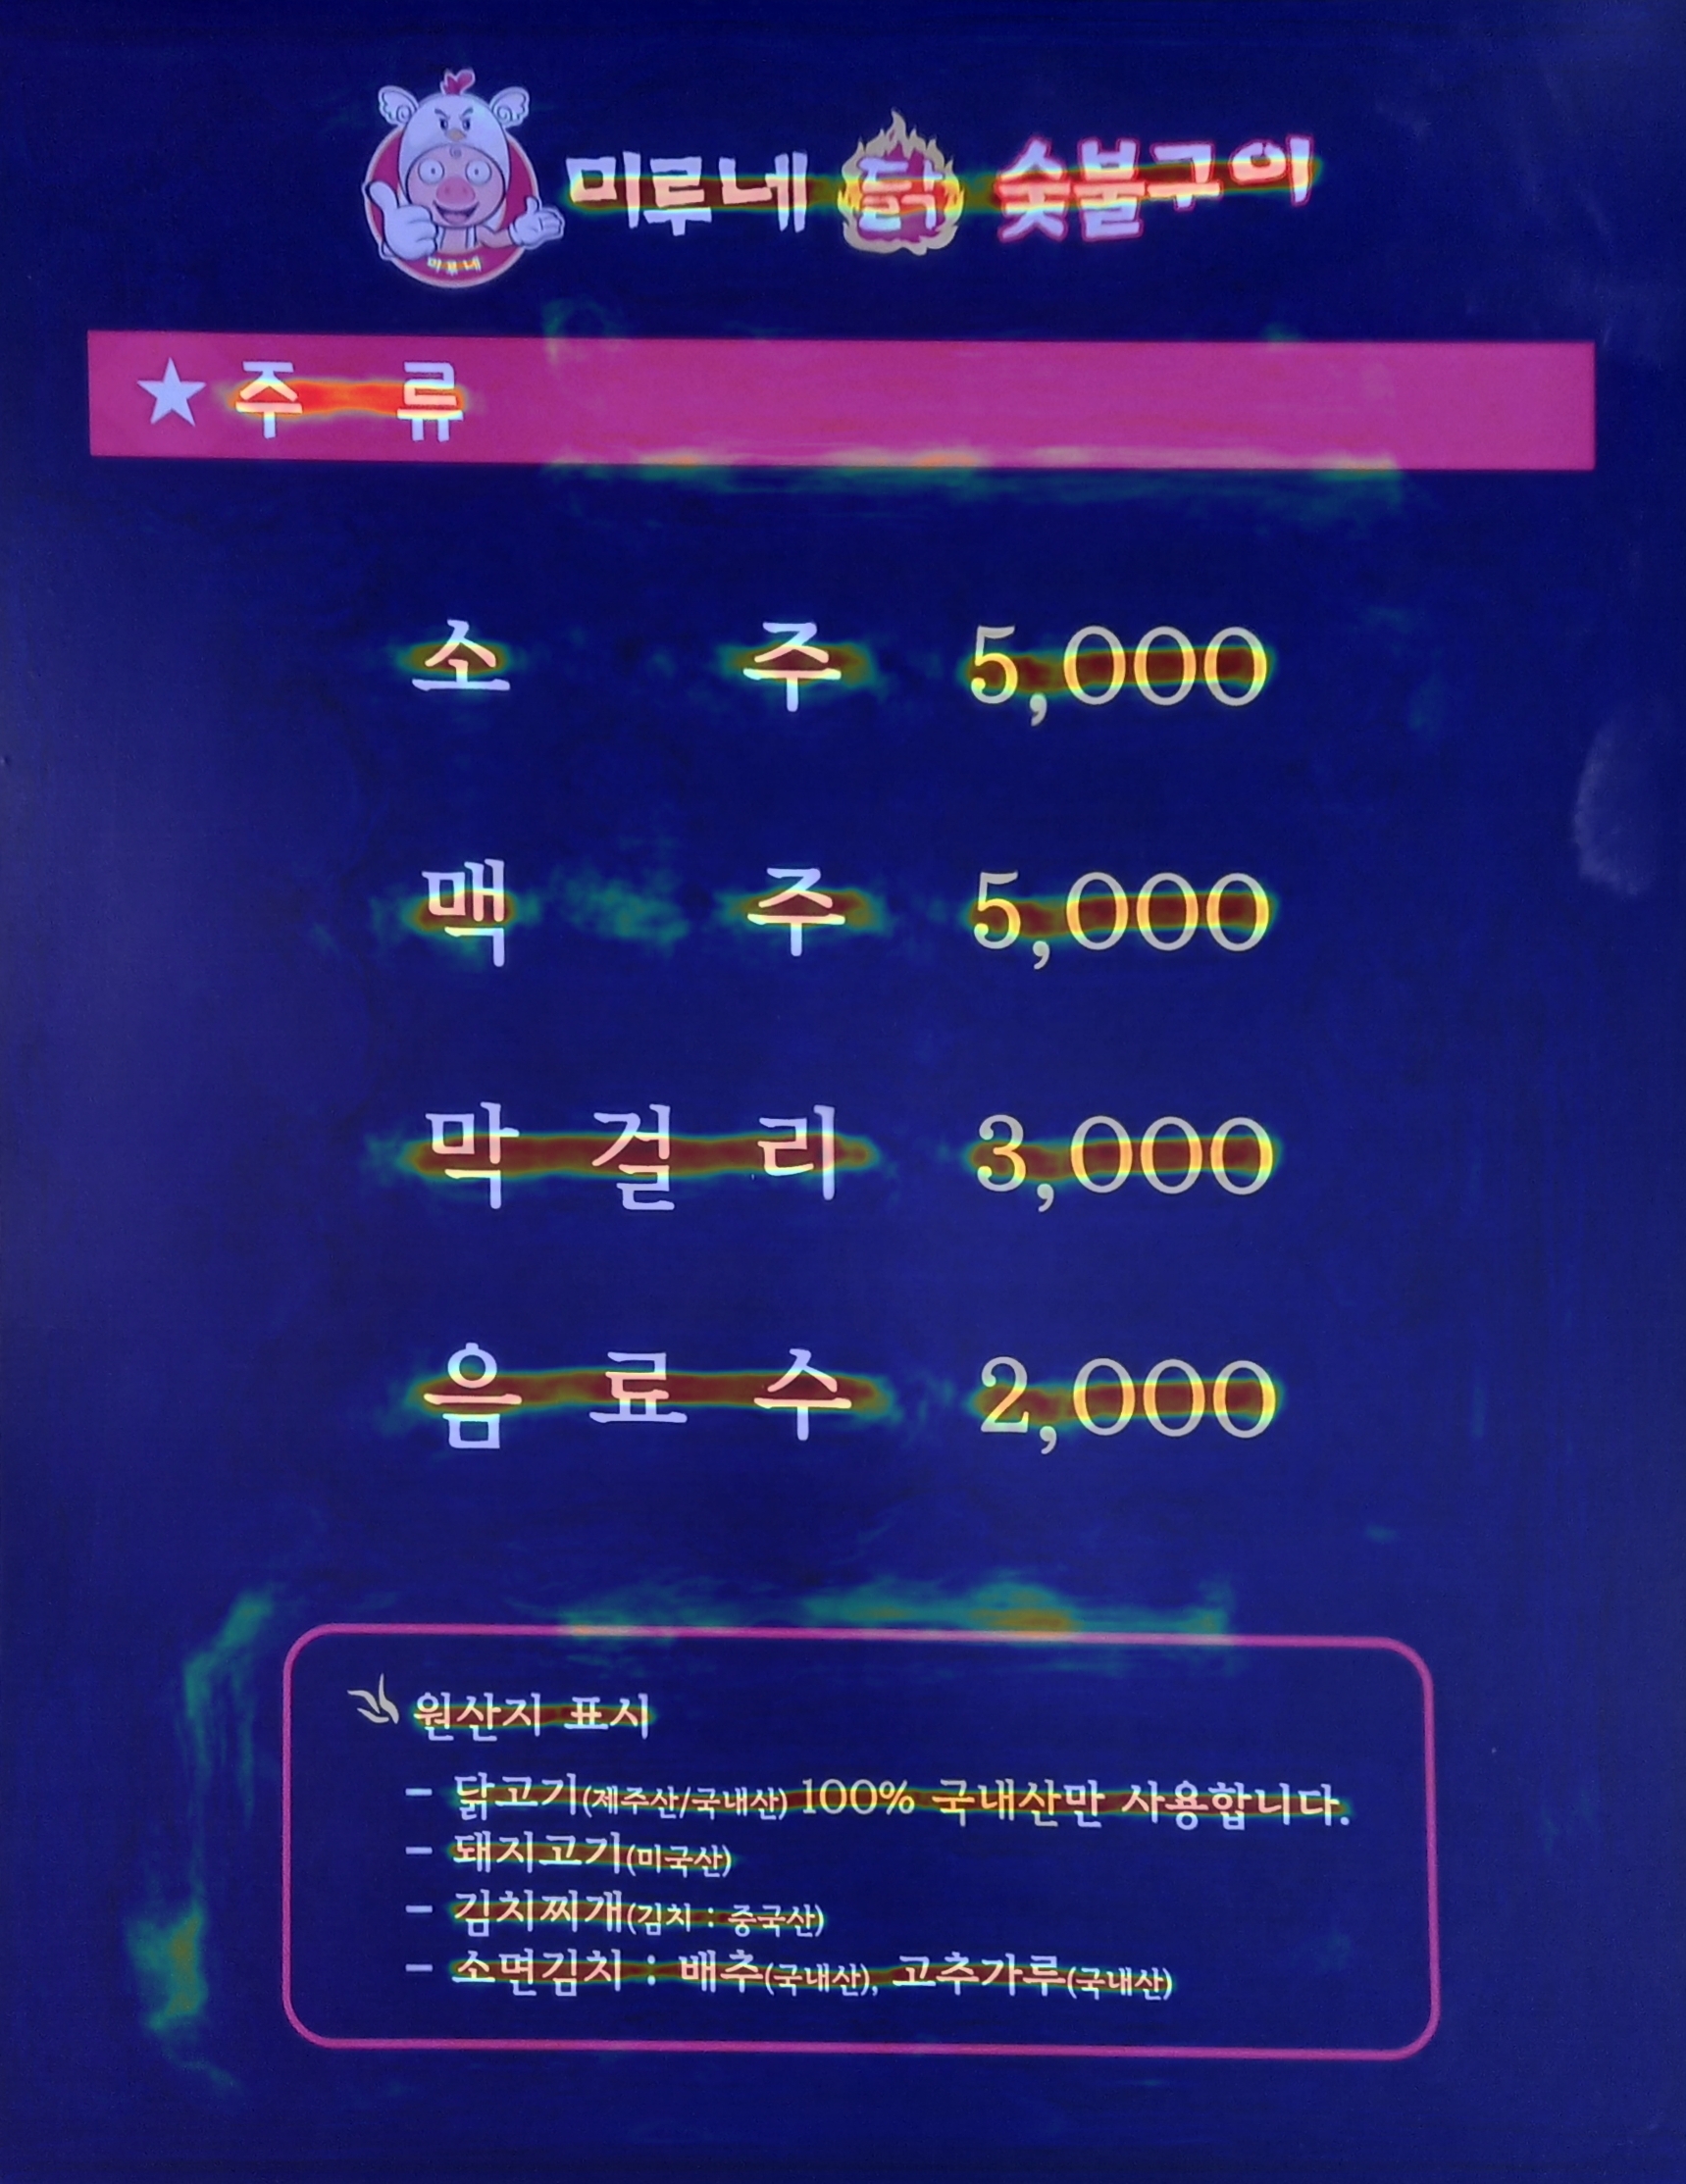 미루네 닭 숯불구이
미루네
★ 주 류
소 주 5,000
맥 주 5,000
막 걸 리 3,000
음 료 수 2,000
원산지 표시
- 닭고기(제주산/국내산) 100% 국내산만 사용합니다.
- 돼지고기(미국산)
- 김치찌개(김치 : 중국산)
- 소면김치 : 배추(국내산), 고추가루(국내산)